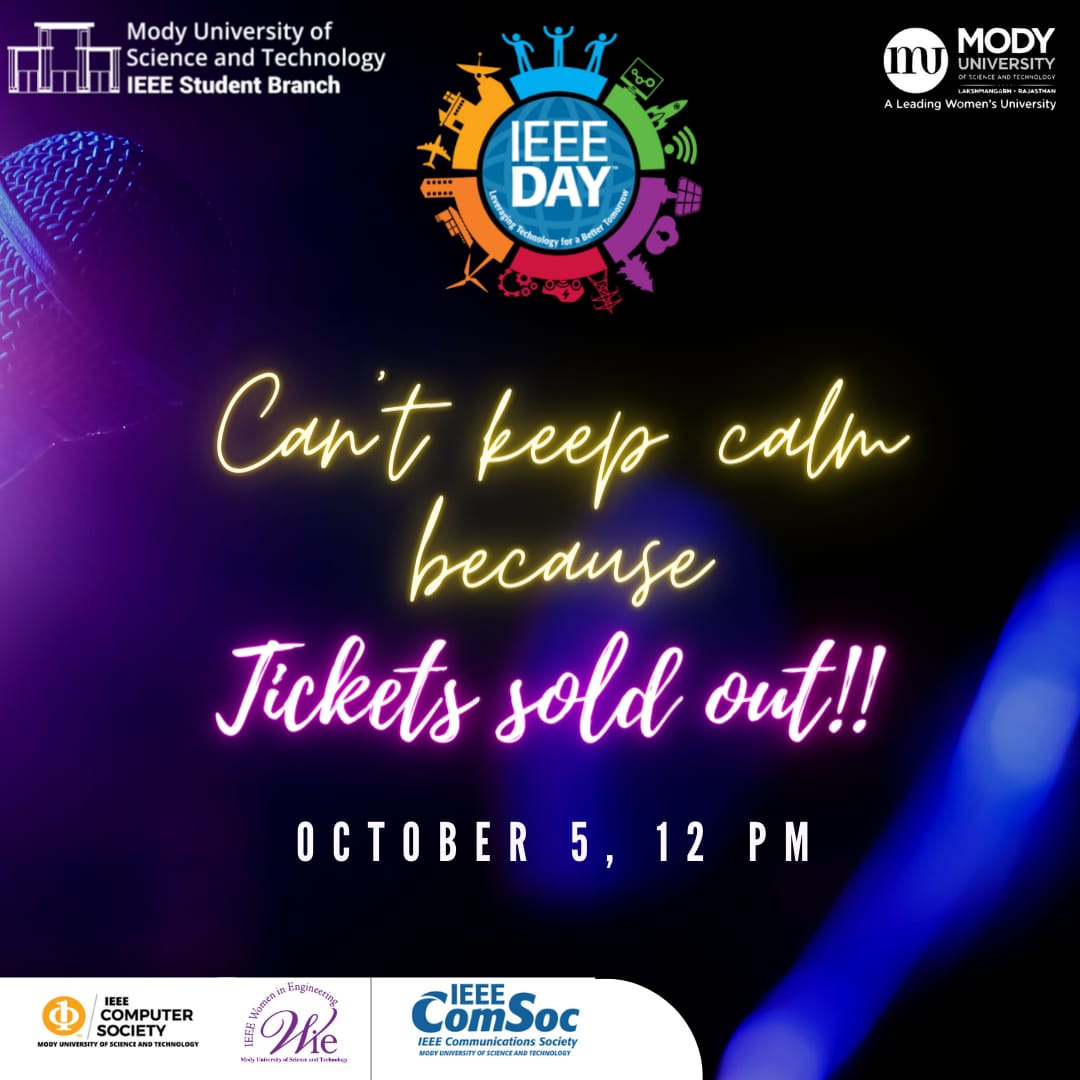 Mody University of
Science and Technology
IEEE Student Branch
IEEE
DAY
TM
Leveraging Technology for a Better Tomorrow
mu
MODY
UNIVERSITY
OF SCIENCE AND TECHNOLOGY
LAKSHMANGARH • RAJASTHAN
A Leading Women's University
Can't keep calm
because
Tickets sold out!!
OCTOBER 5, 12 PM
IEEE
COMPUTER
SOCIETY
MODY UNIVERSITY OF SCIENCE AND TECHNOLOGY
IEEE Women in Engineering
Wie
Mody University of Science and Technology
IEEE
ComSoc
IEEE Communications Society
MODY UNIVERSITY OF SCIENCE AND TECHNOLOGY